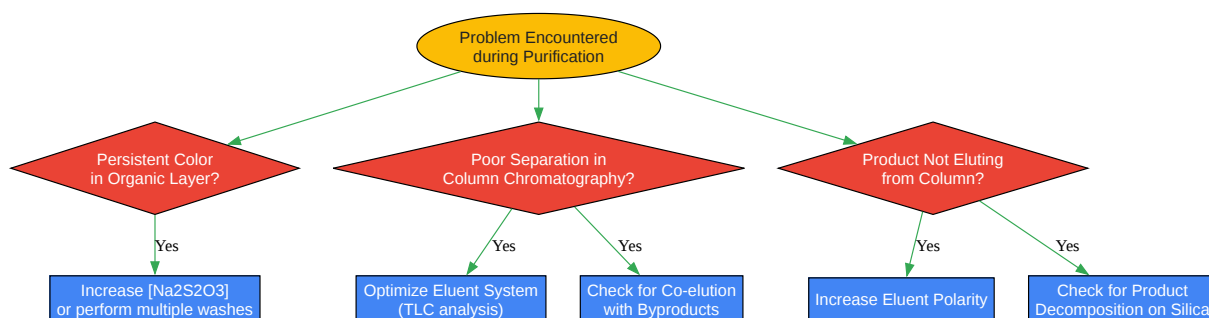 Problem Encountered
during Purification
Persistent Color
in Organic Layer?
Poor Separation in
Column Chromatography?
Product Not Eluting
from Column?
Yes
Yes
Yes
Yes
Yes
Increase [Na2S2O3]
or perform multiple washes
Optimize Eluent System
(TLC analysis)
Check for Co-elution
with Byproducts
Increase Eluent Polarity
Check for Product
Decomposition on Silica